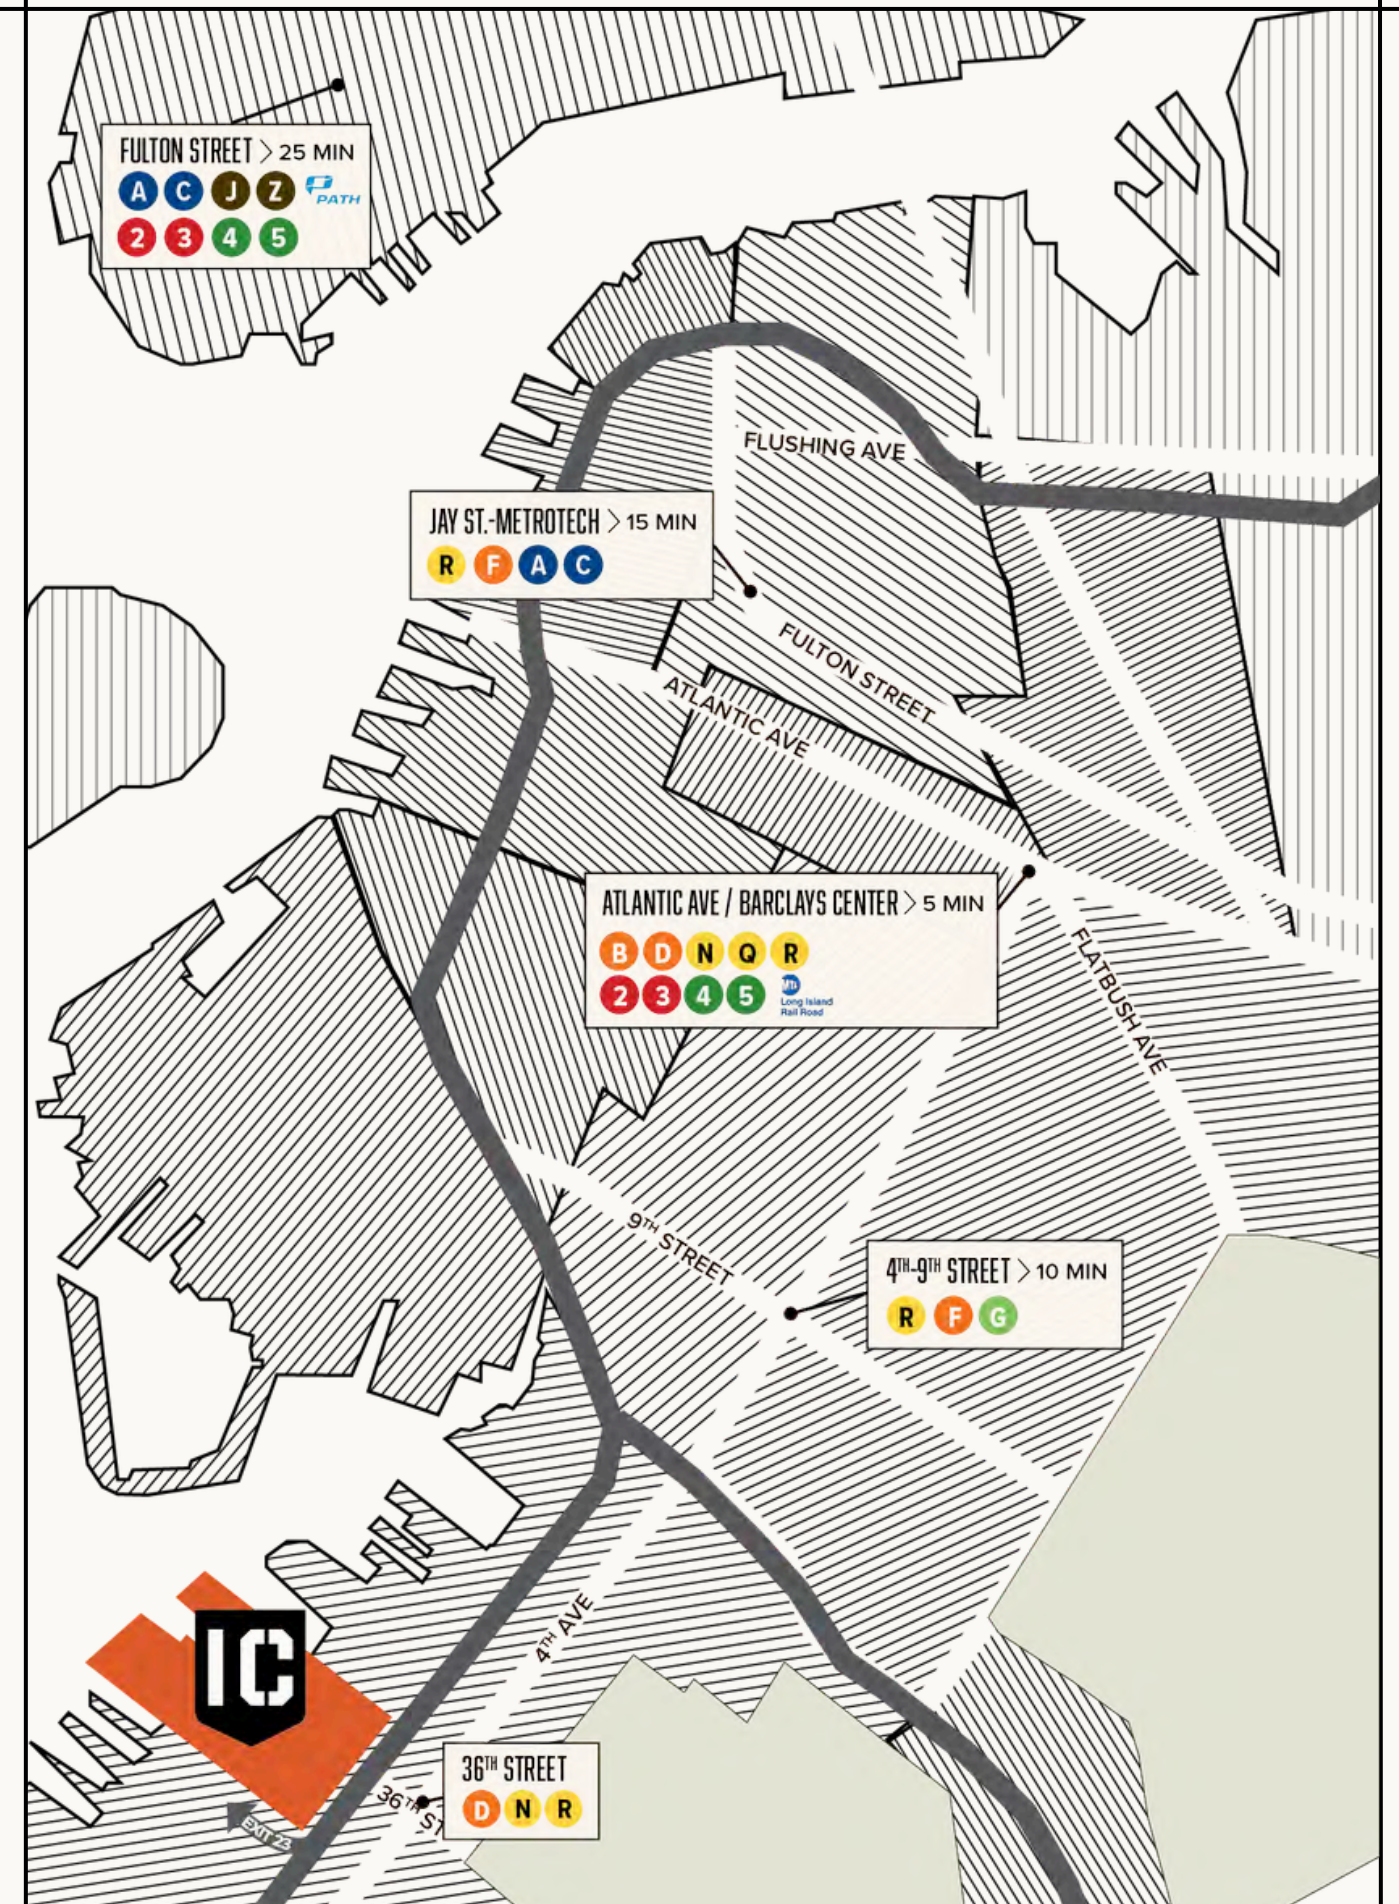 FULTON STREET > 25 MIN
A C J Z PATH
2 3 4 5
FLUSHING AVE
JAY ST.-METROTECH > 15 MIN
R F A C
FULTON STREET
ATLANTIC AVE
ATLANTIC AVE / BARCLAYS CENTER > 5 MIN
B D N Q R
2 3 4 5 MTA
Long Island
Rail Road
FLATBUSH AVE
9TH STREET
4TH-9TH STREET > 10 MIN
R F G
4TH AVE
IC
36TH STREET
D N R
36TH ST
EXIT 23